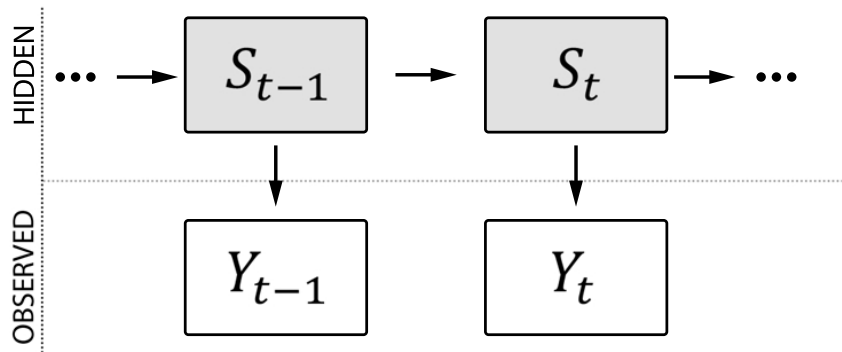 HIDDEN
••• S_{t−1} S_t •••
OBSERVED
Y_{t−1} Y_t